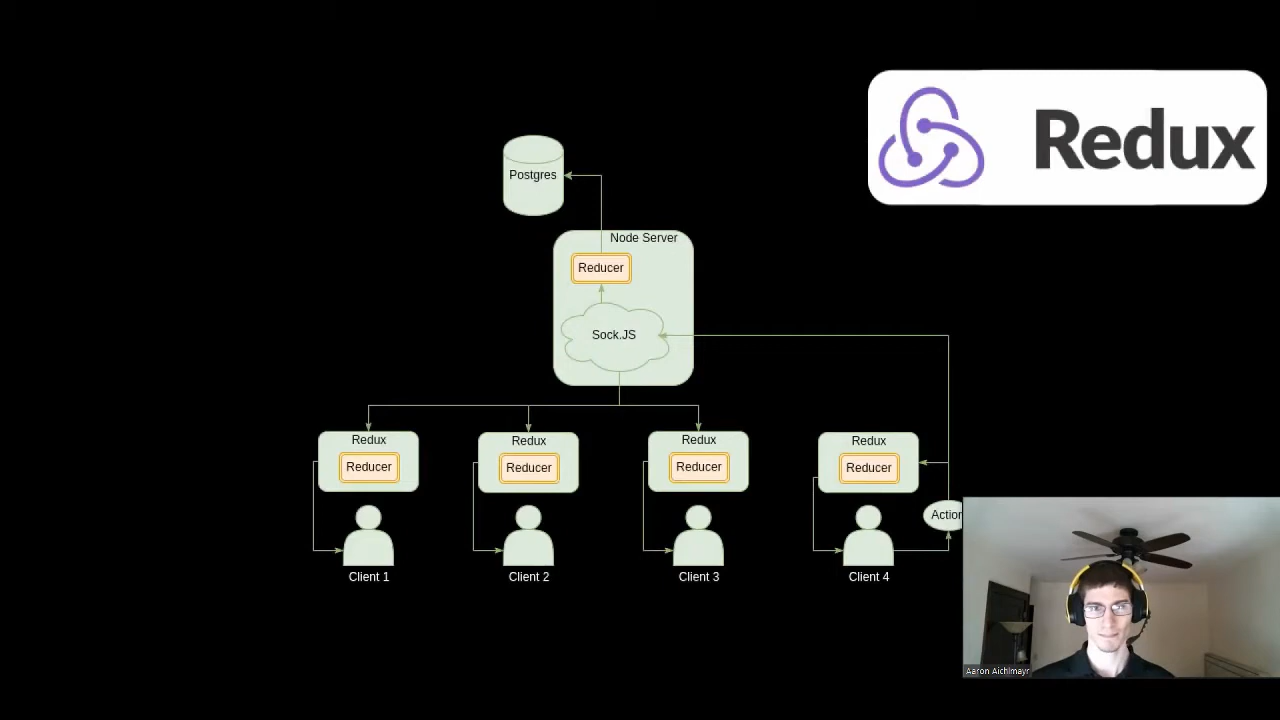 Redux
Postgres
Node Server
Reducer
Sock.JS
Redux
Redux
Redux
Redux
Reducer
Reducer
Reducer
Reducer
Action
Client 1
Client 2
Client 3
Client 4
Aaron Aichlmayr